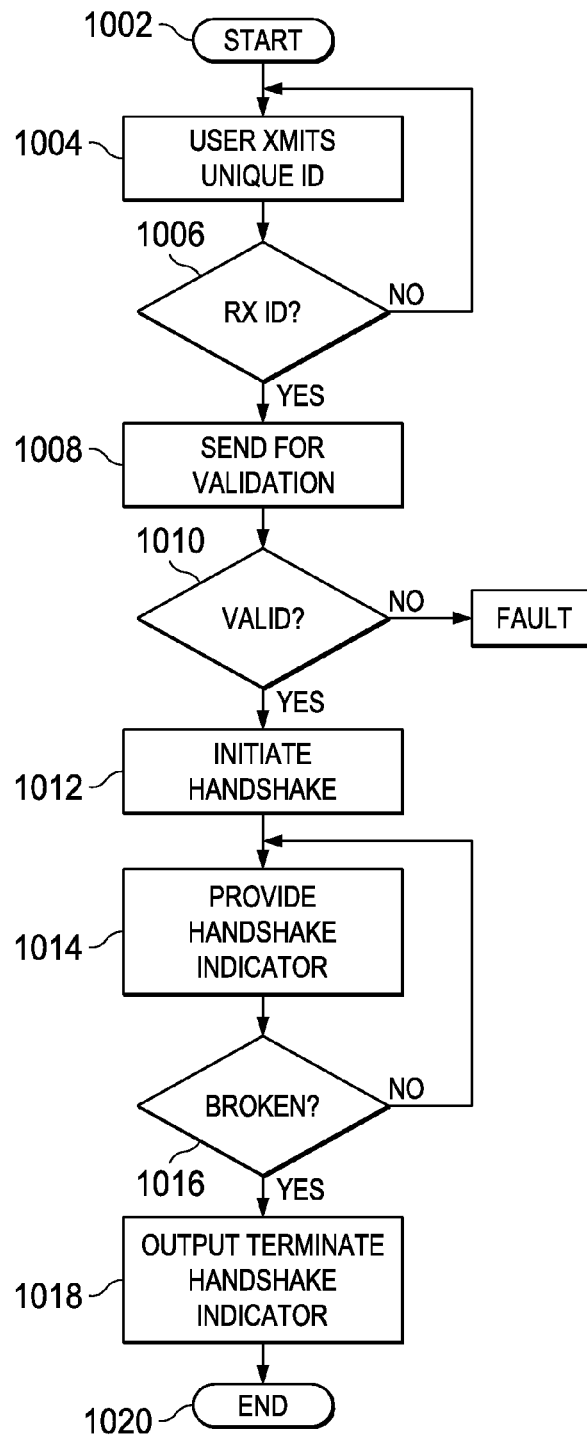 1002
START
1004
USER XMITS
UNIQUE ID
1006
RX ID?
NO
YES
1008
SEND FOR
VALIDATION
1010
VALID?
NO
FAULT
YES
1012
INITIATE
HANDSHAKE
1014
PROVIDE
HANDSHAKE
INDICATOR
BROKEN?
NO
1016
YES
1018
OUTPUT TERMINATE
HANDSHAKE
INDICATOR
1020
END